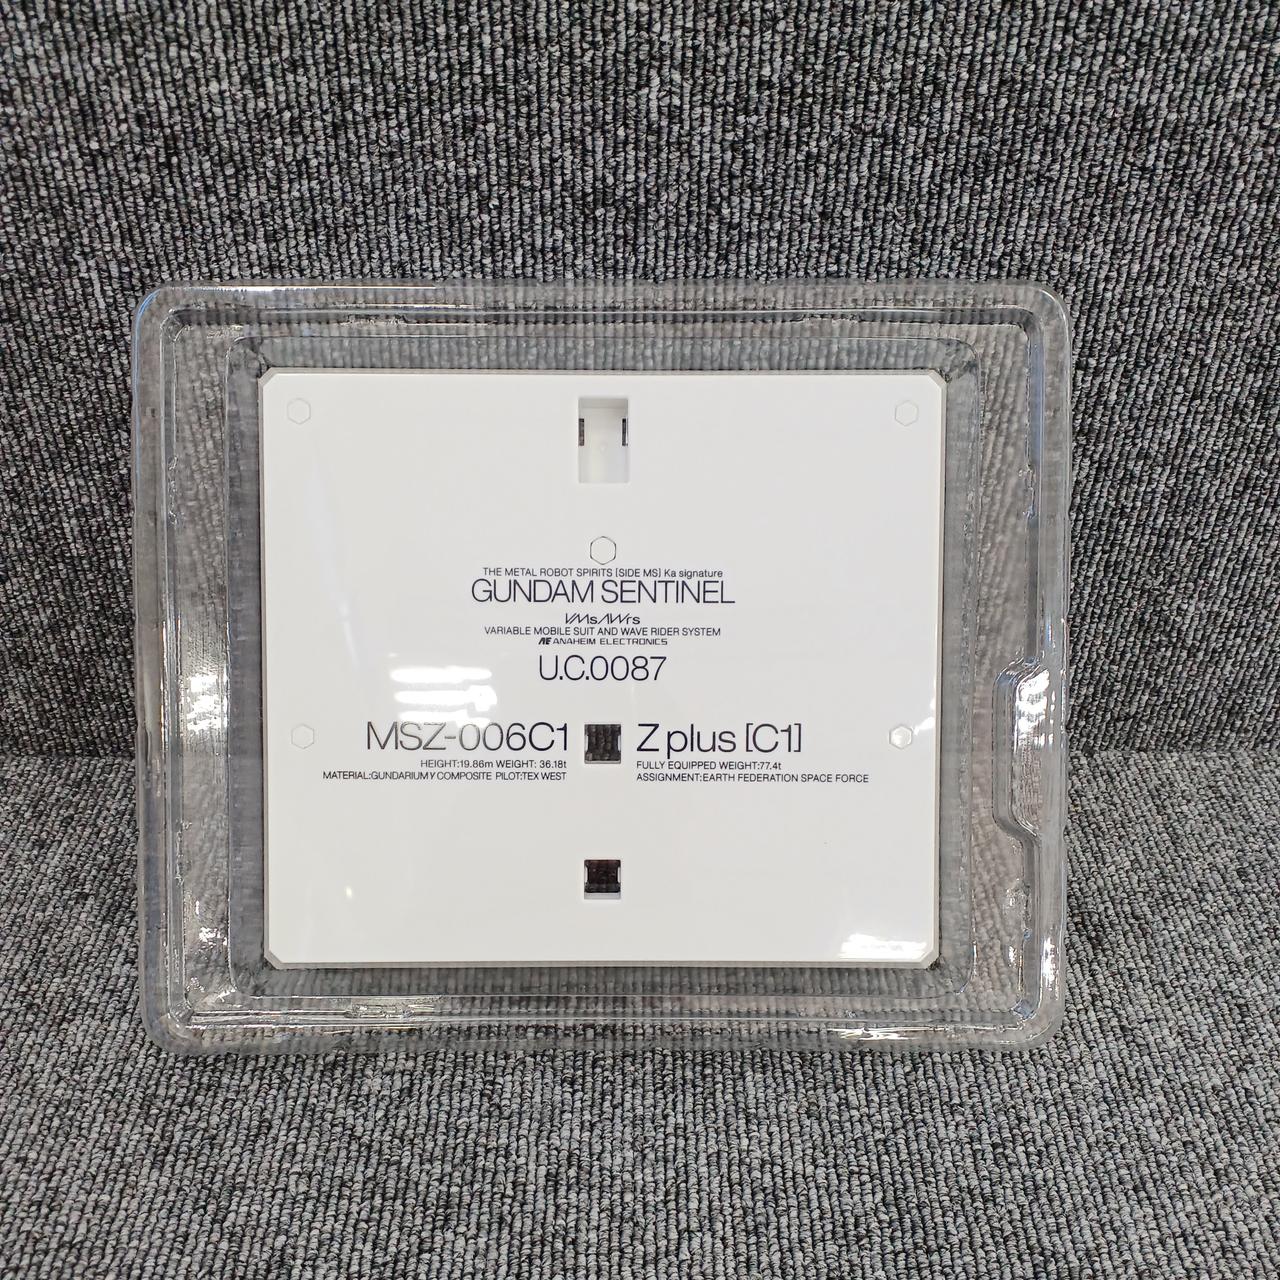 THE METAL ROBOT SPIRITS [SIDE MS] Ka signature
GUNDAM SENTINEL
VMsAWrs
VARIABLE MOBILE SUIT AND WAVE RIDER SYSTEM
AE ANAHEIM ELECTRONICS
U.C.0087
MSZ-006C1
HEIGHT:19.86m WEIGHT: 36.18t
MATERIAL:GUNDARIUM γ COMPOSITE PILOT:TEX WEST
Z plus [C1]
FULLY EQUIPPED WEIGHT:77.4t
ASSIGNMENT:EARTH FEDERATION SPACE FORCE